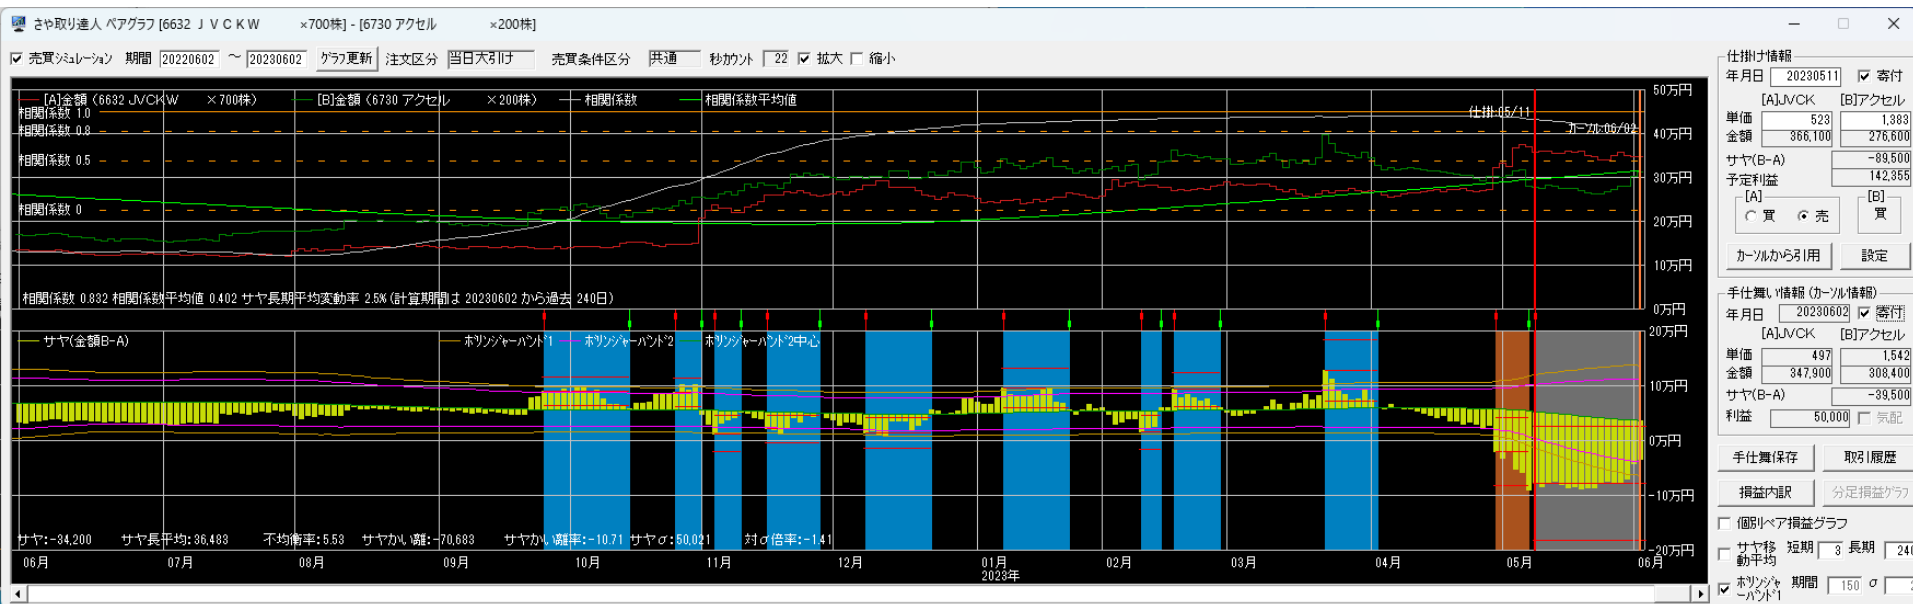 さや取り達人 ペアグラフ [6632 ＪＶＣＫＷ ×700株] - [6730 アクセル ×200株]
売買ｼﾐｭﾚｰｼｮﾝ 期間 20220602 ～ 20230602 ｸﾞﾗﾌ更新 注文区分 当日大引け 売買条件区分 共通 秒ｶｳﾝﾄ 22 拡大 縮小
[A]金額 (6632 JVCKW ×700株) [B]金額 (6730 アクセル ×200株) 相関係数 相関係数平均値
相関係数 1.0
相関係数 0.8
相関係数 0.5
相関係数 0
仕掛:05/11
ｶｰｿﾙ:06/02
50万円
40万円
30万円
20万円
10万円
0万円
相関係数 0.832 相関係数平均値 0.402 サヤ長期平均変動率 2.5% (計算期間は 20230602 から過去 240日)
サヤ(金額B-A) ﾎﾞﾘﾝｼﾞｬｰﾊﾞﾝﾄﾞ1 ﾎﾞﾘﾝｼﾞｬｰﾊﾞﾝﾄﾞ2 ﾎﾞﾘﾝｼﾞｬｰﾊﾞﾝﾄﾞ2中心
20万円
10万円
0万円
-10万円
-20万円
サヤ:-34,200 サヤ長平均:36,483 不均衡率:5.53 サヤかい離:-70,683 サヤかい離率:-10.71 サヤσ:50,021 対σ倍率:-1.41
06月 07月 08月 09月 10月 11月 12月 01月 02月 03月 04月 05月 06月
2023年
仕掛け情報
年月日 20230511 寄付
[A]JVCK [B]アクセル
単価 523 1,383
金額 366,100 276,600
サヤ(B-A) -89,500
予定利益 142,355
[A] [B]
買 売 買
ｶｰｿﾙから引用 設定
手仕舞い情報 (ｶｰｿﾙ情報)
年月日 20230602 寄付
[A]JVCK [B]アクセル
単価 497 1,542
金額 347,900 308,400
サヤ(B-A) -39,500
利益 50,000 気配
手仕舞保存 取引履歴
損益内訳 分足損益ｸﾞﾗﾌ
個別ペア損益グラフ
サヤ移動平均 短期 3 長期 240
ﾎﾞﾘﾝｼﾞｬｰﾊﾞﾝﾄﾞ1 期間 150 σ 2